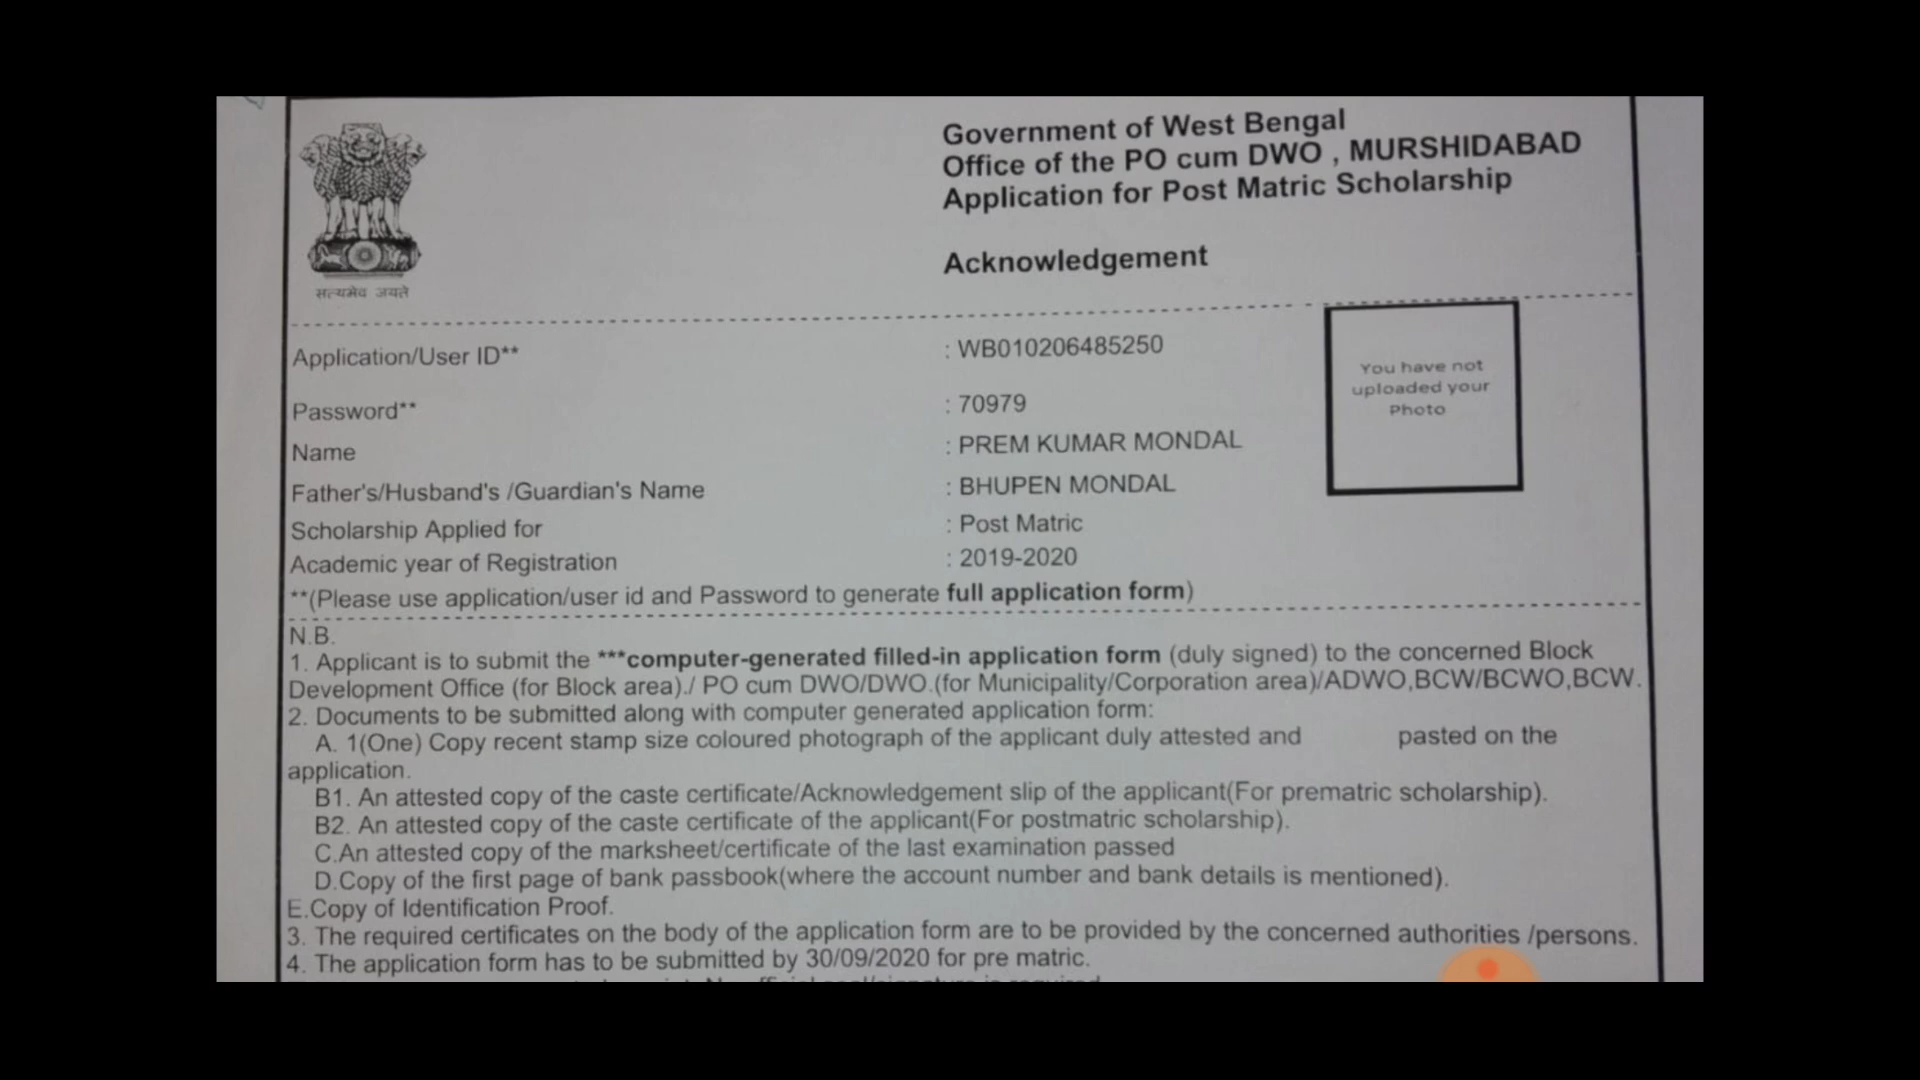 Government of West Bengal
Office of the PO cum DWO , MURSHIDABAD
Application for Post Matric Scholarship
Acknowledgement
सत्यमेव जयते
Application/User ID** : WB010206485250
Password** : 70979
Name : PREM KUMAR MONDAL
Father's/Husband's /Guardian's Name : BHUPEN MONDAL
Scholarship Applied for : Post Matric
Academic year of Registration : 2019-2020
You have not
uploaded your
Photo
**(Please use application/user id and Password to generate full application form)
N.B.
1. Applicant is to submit the ***computer-generated filled-in application form (duly signed) to the concerned Block
Development Office (for Block area)./ PO cum DWO/DWO.(for Municipality/Corporation area)/ADWO,BCW/BCWO,BCW.
2. Documents to be submitted along with computer generated application form:
A. 1(One) Copy recent stamp size coloured photograph of the applicant duly attested and pasted on the
application.
B1. An attested copy of the caste certificate/Acknowledgement slip of the applicant(For prematric scholarship).
B2. An attested copy of the caste certificate of the applicant(For postmatric scholarship).
C.An attested copy of the marksheet/certificate of the last examination passed
D.Copy of the first page of bank passbook(where the account number and bank details is mentioned).
E.Copy of Identification Proof.
3. The required certificates on the body of the application form are to be provided by the concerned authorities /persons.
4. The application form has to be submitted by 30/09/2020 for pre matric.